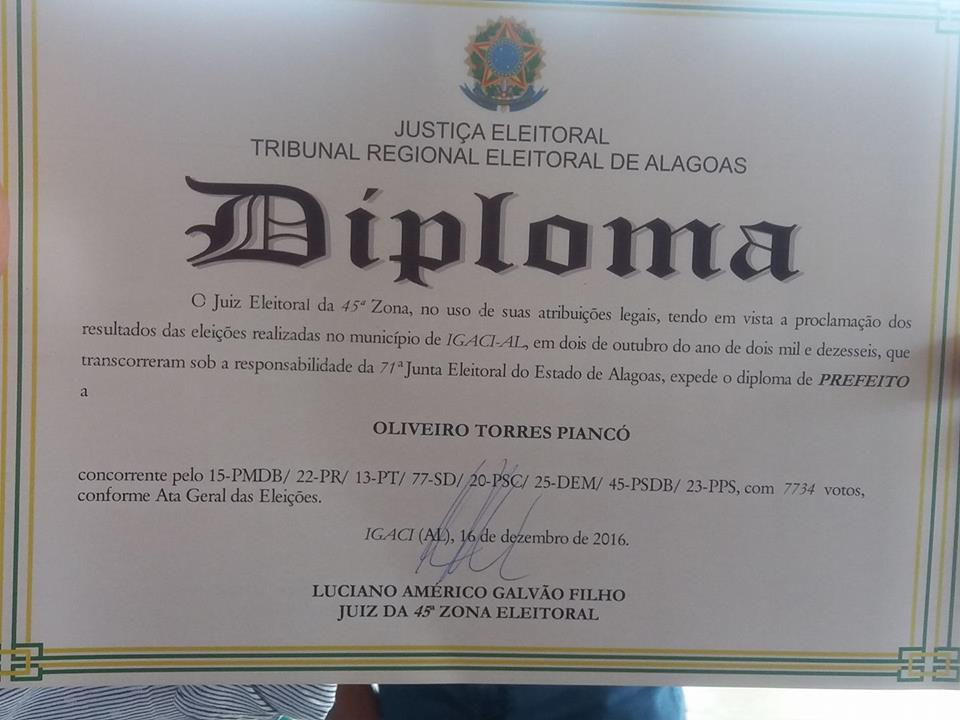 JUSTIÇA ELEITORAL
TRIBUNAL REGIONAL ELEITORAL DE ALAGOAS
Diploma
O Juiz Eleitoral da 45ª Zona, no uso de suas atribuições legais, tendo em vista a proclamação dos
resultados das eleições realizadas no município de IGACI-AL, em dois de outubro do ano de dois mil e dezesseis, que
transcorreram sob a responsabilidade da 71ª Junta Eleitoral do Estado de Alagoas, expede o diploma de PREFEITO
a
OLIVEIRO TORRES PIANCÓ
concorrente pelo 15-PMDB/ 22-PR/ 13-PT/ 77-SD/ 20-PSC/ 25-DEM/ 45-PSDB/ 23-PPS, com 7734 votos,
conforme Ata Geral das Eleições.
IGACI (AL), 16 de dezembro de 2016.
LUCIANO AMÉRICO GALVÃO FILHO
JUIZ DA 45ª ZONA ELEITORAL